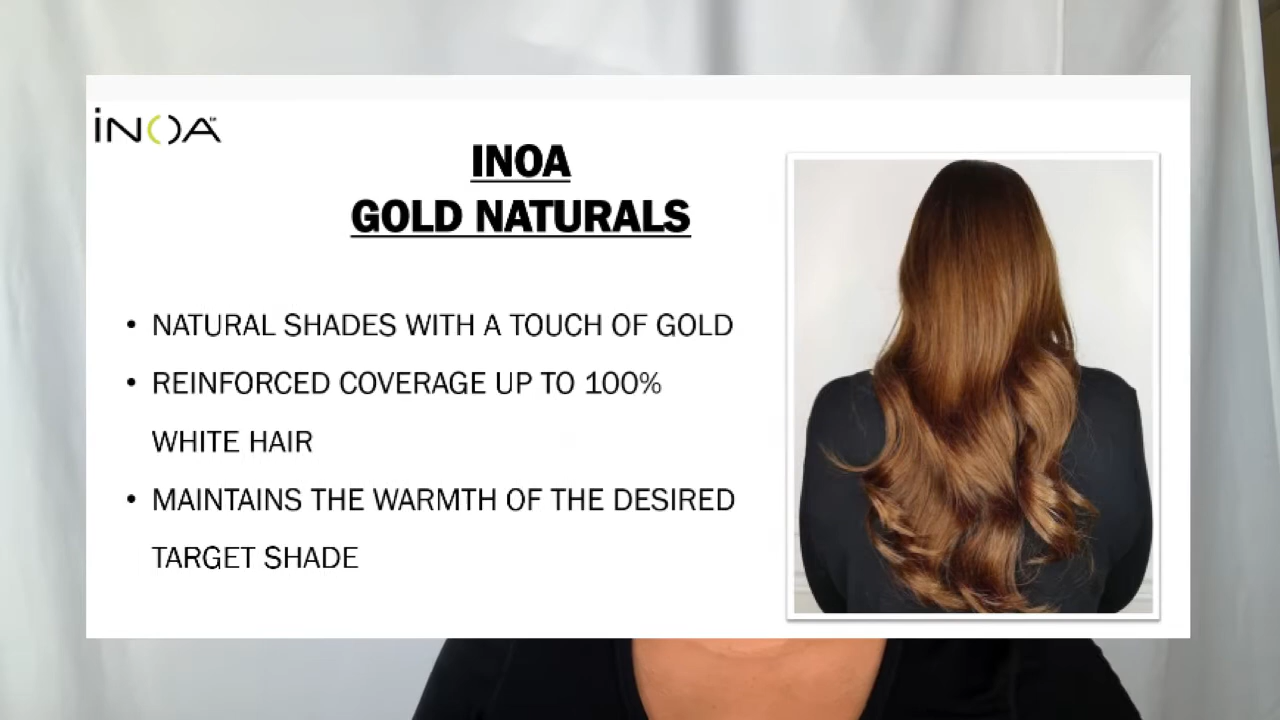 iNOA
INOA
GOLD NATURALS
• NATURAL SHADES WITH A TOUCH OF GOLD
• REINFORCED COVERAGE UP TO 100%
WHITE HAIR
• MAINTAINS THE WARMTH OF THE DESIRED
TARGET SHADE